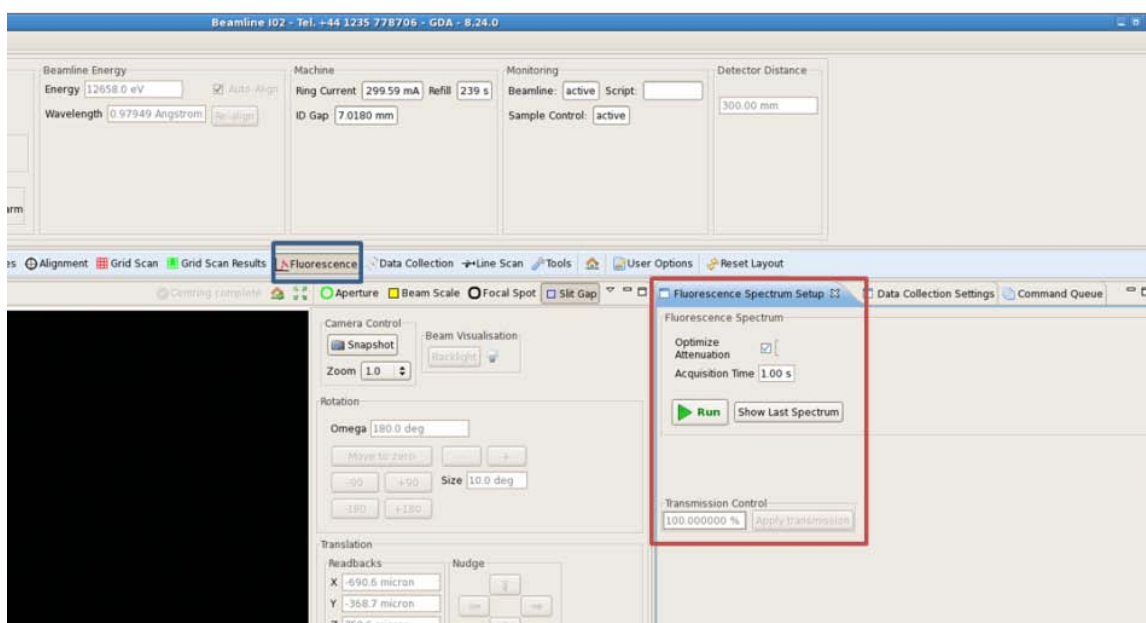 Beamline I02 - Tel. +44 1235 778706 - GDA - 8.24.0
Beamline Energy
Energy 12658.0 eV Auto-Align
Wavelength 0.97949 Angstrom Re-align
Machine
Ring Current 299.59 mA Refill 239 s
ID Gap 7.0180 mm
Monitoring
Beamline: active Script:
Sample Control: active
Detector Distance
300.00 mm
arm
es Alignment Grid Scan Grid Scan Results Fluorescence Data Collection Line Scan Tools User Options Reset Layout
Centring complete Aperture Beam Scale Focal Spot Slit Gap Fluorescence Spectrum Setup Data Collection Settings Command Queue
Camera Control
Snapshot
Zoom 1.0
Beam Visualisation
Backlight
Rotation
Omega 180.0 deg
Move to zero - +
-90 +90 Size 10.0 deg
-180 +180
Translation
Readbacks Nudge
X -690.6 micron
Y -368.7 micron
Fluorescence Spectrum
Optimize
Attenuation
Acquisition Time 1.00 s
Run Show Last Spectrum
Transmission Control
100.000000 % Apply transmission